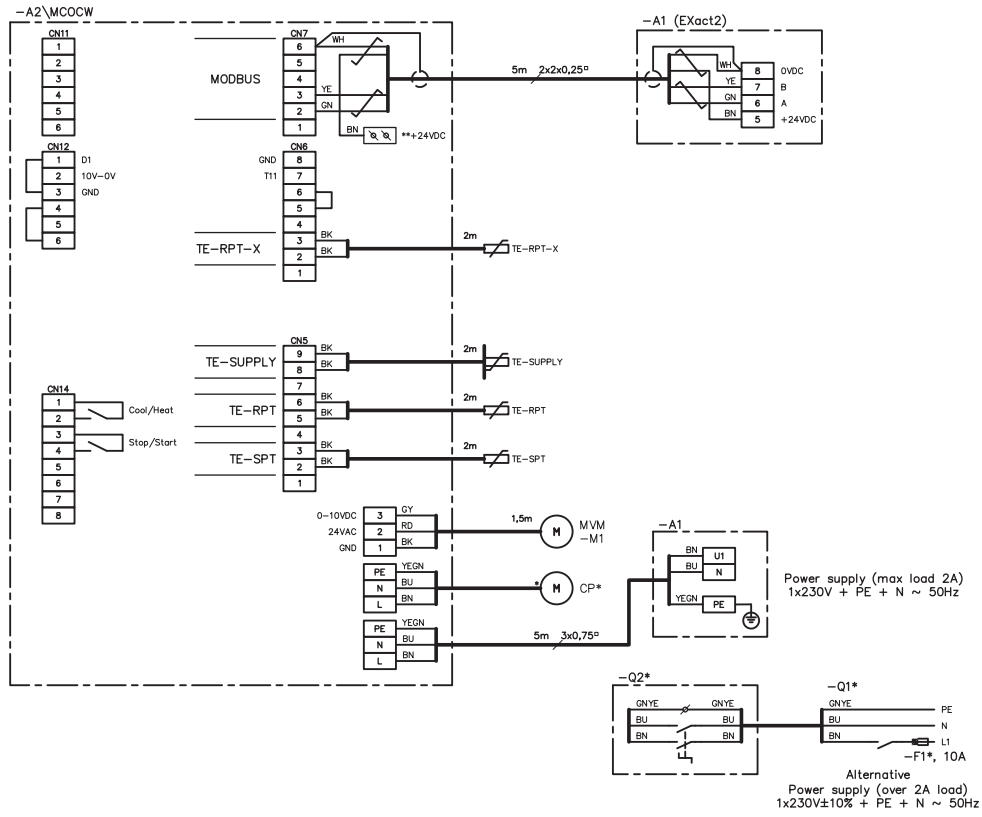 -A2\MCOCW
CN11
1
2
3
4
5
6
CN12
1 D1
2 10V-0V
3 GND
4
5
6
CN14
1
2
3
4
5
6
7
8
Cool/Heat
Stop/Start
MODBUS
CN7
6 WH
5
4
3 YE
2 GN
1
BN **+24VDC
CN6
GND 8
T11 7
6
5
4
TE-RPT-X
3 BK
2 BK
1
2m
TE-RPT-X
CN5
TE-SUPPLY
9 BK
8 BK
7
2m
TE-SUPPLY
TE-RPT
6 BK
5 BK
4
2m
TE-RPT
TE-SPT
3 BK
2 BK
1
2m
TE-SPT
0-10VDC 3 GY
24VAC 2 RD
GND 1 BK
1,5m
M
MVM
-M1
PE YEGN
N BU
L BN
*
M
CP*
PE YEGN
N BU
L BN
5m 3x0,75¤
5m 2x2x0,25¤
-A1 (EXact2)
WH 8 0VDC
YE 7 B
GN 6 A
BN 5 +24VDC
-A1
BN U1
BU N
YEGN PE
Power supply (max load 2A)
1x230V + PE + N ~ 50Hz
-Q2*
GNYE GNYE
BU BU
BN BN
-Q1*
GNYE PE
BU N
BN L1
-F1*, 10A
Alternative
Power supply (over 2A load)
1x230V±10% + PE + N ~ 50Hz